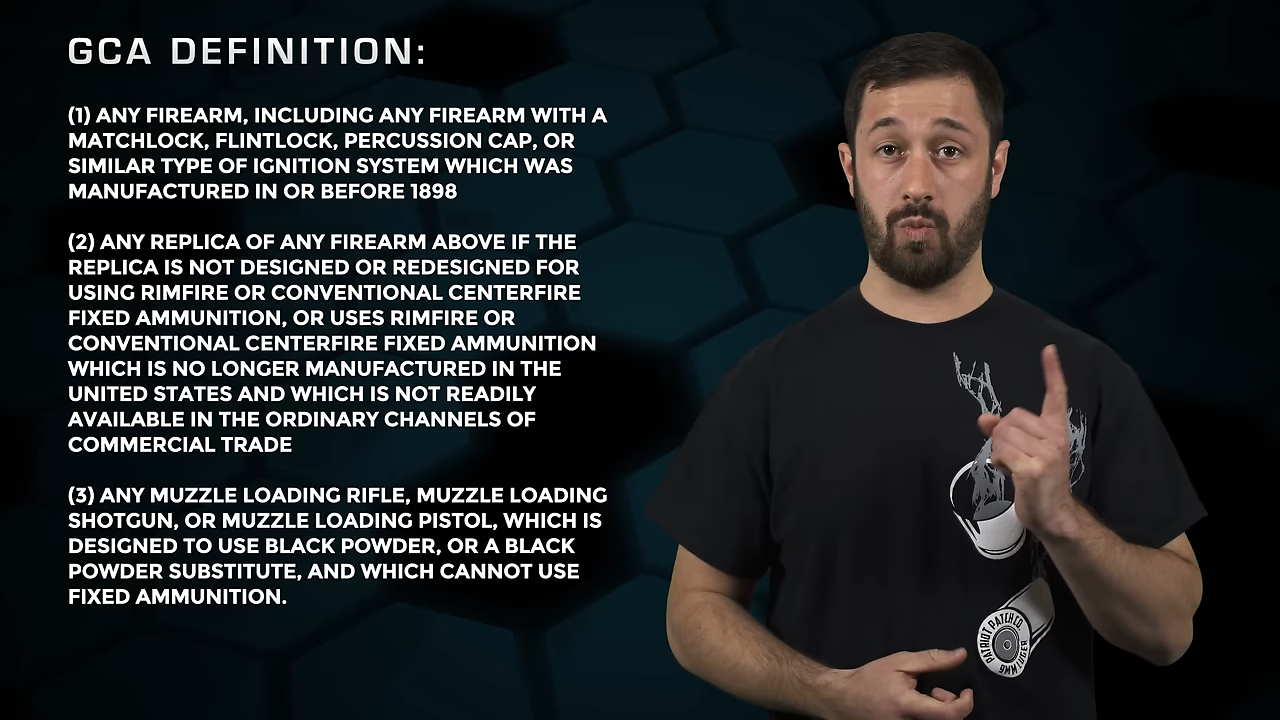 GCA DEFINITION:
(1) ANY FIREARM, INCLUDING ANY FIREARM WITH A
MATCHLOCK, FLINTLOCK, PERCUSSION CAP, OR
SIMILAR TYPE OF IGNITION SYSTEM WHICH WAS
MANUFACTURED IN OR BEFORE 1898
(2) ANY REPLICA OF ANY FIREARM ABOVE IF THE
REPLICA IS NOT DESIGNED OR REDESIGNED FOR
USING RIMFIRE OR CONVENTIONAL CENTERFIRE
FIXED AMMUNITION, OR USES RIMFIRE OR
CONVENTIONAL CENTERFIRE FIXED AMMUNITION
WHICH IS NO LONGER MANUFACTURED IN THE
UNITED STATES AND WHICH IS NOT READILY
AVAILABLE IN THE ORDINARY CHANNELS OF
COMMERCIAL TRADE
(3) ANY MUZZLE LOADING RIFLE, MUZZLE LOADING
SHOTGUN, OR MUZZLE LOADING PISTOL, WHICH IS
DESIGNED TO USE BLACK POWDER, OR A BLACK
POWDER SUBSTITUTE, AND WHICH CANNOT USE
FIXED AMMUNITION.
PATRIOT PATCH CO
9MM LUGER